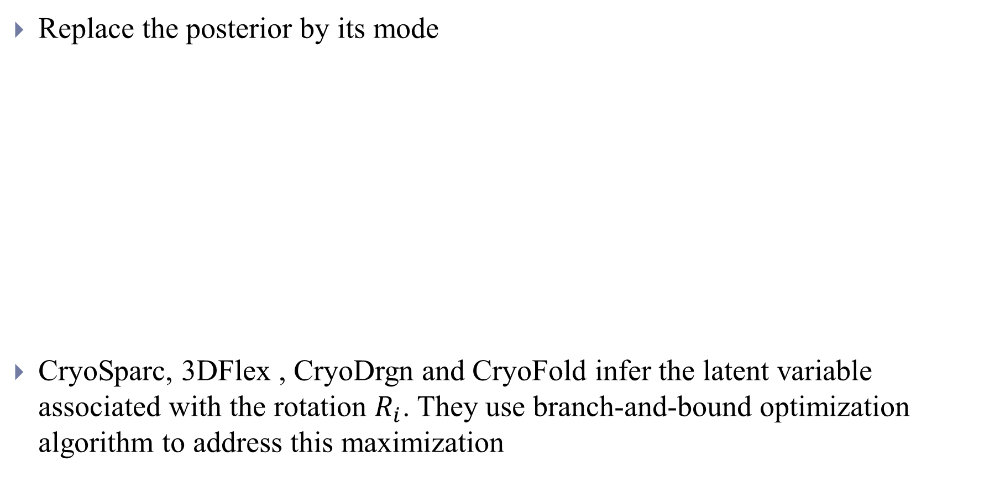 Replace the posterior by its mode
CryoSparc, 3DFlex , CryoDrgn and CryoFold infer the latent variable
associated with the rotation 𝑅𝑖. They use branch-and-bound optimization
algorithm to address this maximization